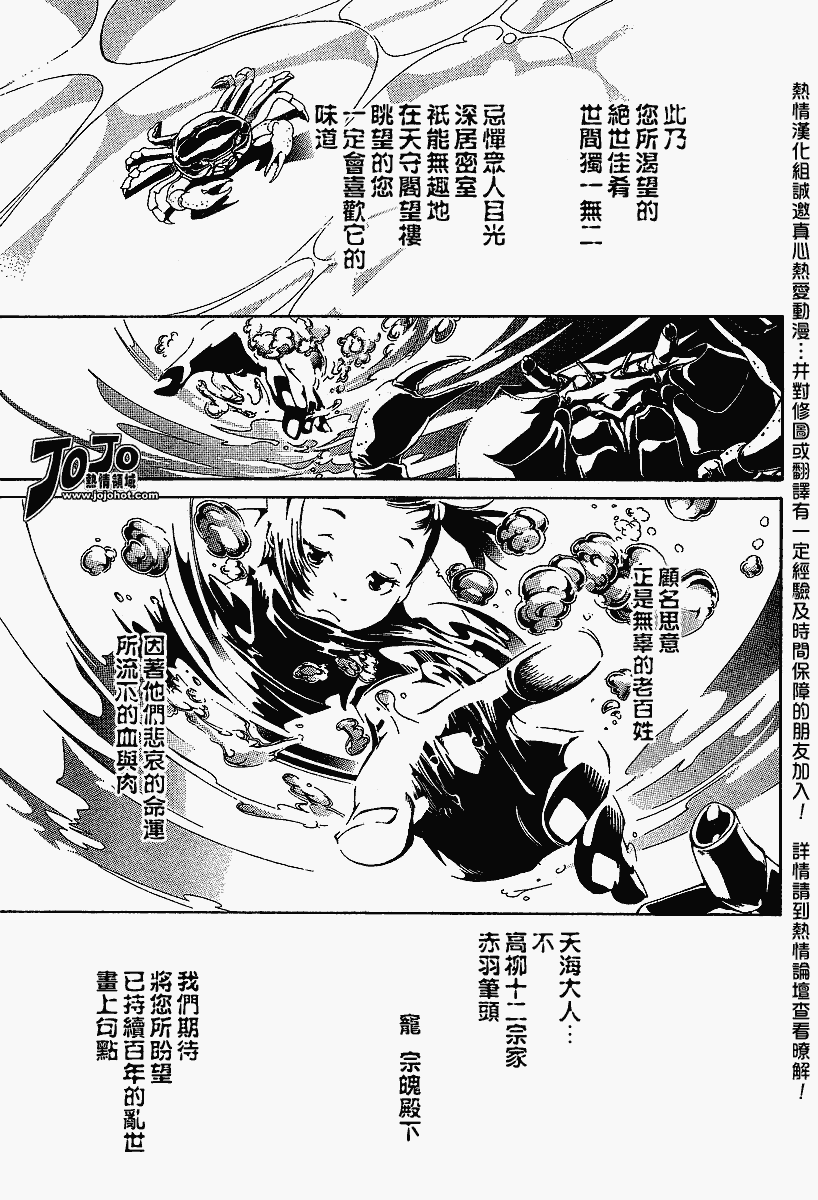 此乃
您所渴望的
絕世佳肴
世間獨一無二
忌憚眾人目光
深居密室
衹能無趣地
在天守閣望樓
眺望的您
一定會喜歡它的
味道
JOJO
熱情領域
www.jojohot.com
顧名思意
正是無辜的老百姓
因著他們悲哀的命運
所流下的血與肉
天海大人…
不
高柳十二宗家
赤羽筆頭
寵 宗魄殿下
我們期待
將您所盼望
已持續百年的亂世
畫上句點
熱情漢化組誠邀真心熱愛動漫…并對修圖或翻譯有一定經驗及時間保障的朋友加入! 詳情請到熱情論壇查看暸解!